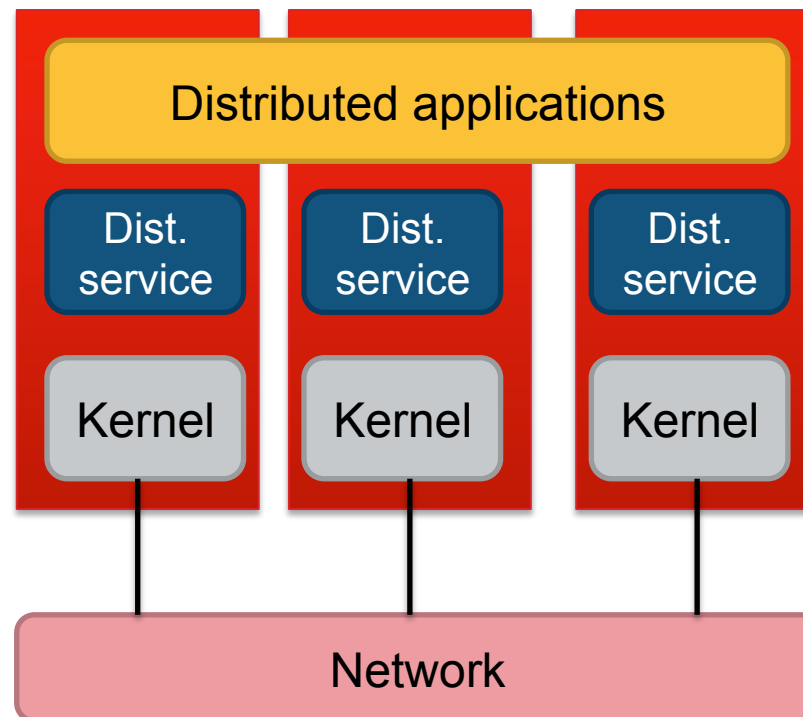 Distributed applications
Dist.
service
Dist.
service
Dist.
service
Kernel
Kernel
Kernel
Network